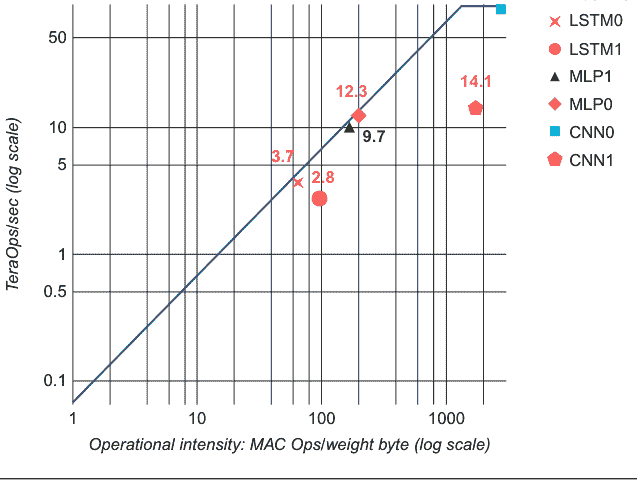 LSTM0
LSTM1
MLP1
MLP0
CNN0
CNN1
50
10
5
1
0.5
0.1
14.1
12.3
9.7
3.7
2.8
1
10
100
1000
TeraOps/sec (log scale)
Operational intensity: MAC Ops/weight byte (log scale)